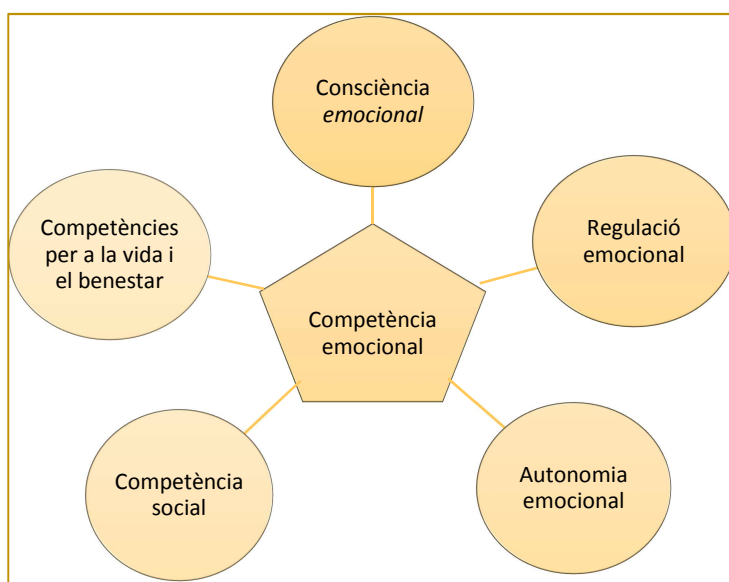 Consciència
emocional
Regulació
emocional
Competències
per a la vida i
el benestar
Competència
emocional
Autonomia
emocional
Competència
social